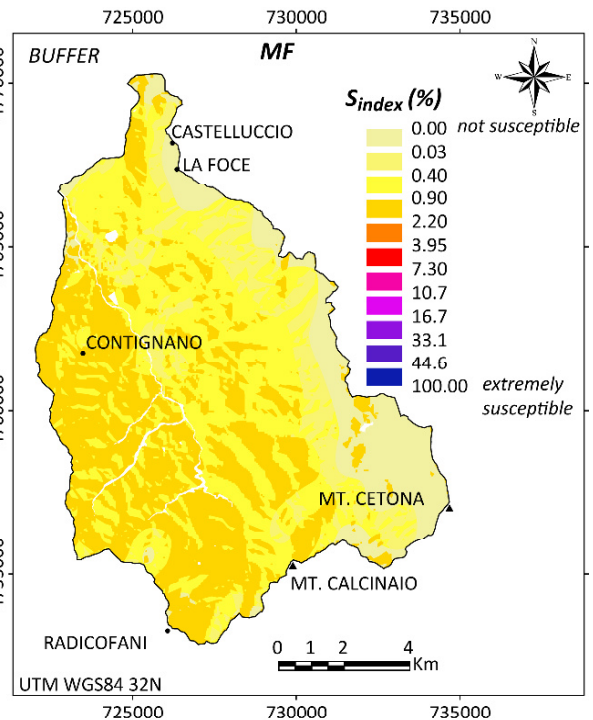 725000 730000 735000
BUFFER MF
N
W E
S
S_index (%)
0.00 not susceptible
0.03
0.40
0.90
2.20
3.95
7.30
10.7
16.7
33.1
44.6
100.00 extremely
susceptible
CASTELLUCCIO
LA FOCE
CONTIGNANO
MT. CETONA
MT. CALCINAIO
RADICOFANI
0 1 2 4
Km
UTM WGS84 32N
725000 730000 735000